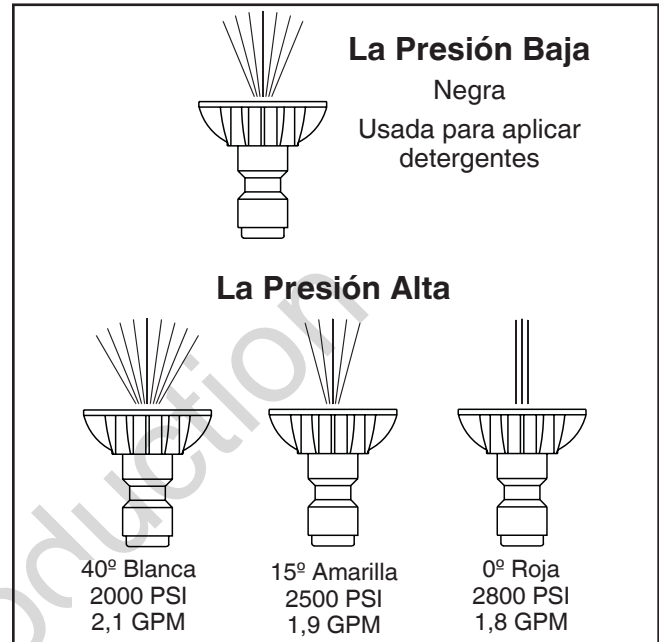 La Presión Baja
Negra
Usada para aplicar
detergentes
La Presión Alta
40º Blanca
2000 PSI
2,1 GPM
15º Amarilla
2500 PSI
1,9 GPM
0º Roja
2800 PSI
1,8 GPM
oduction